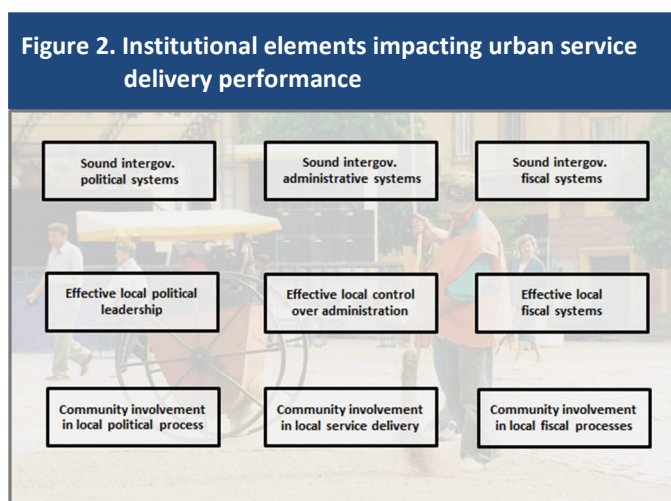 Figure 2. Institutional elements impacting urban service
delivery performance
Sound intergov.
political systems
Sound intergov.
administrative systems
Sound intergov.
fiscal systems
Effective local political
leadership
Effective local control
over administration
Effective local
fiscal systems
Community involvement
in local political process
Community involvement
in local service delivery
Community involvement
in local fiscal processes